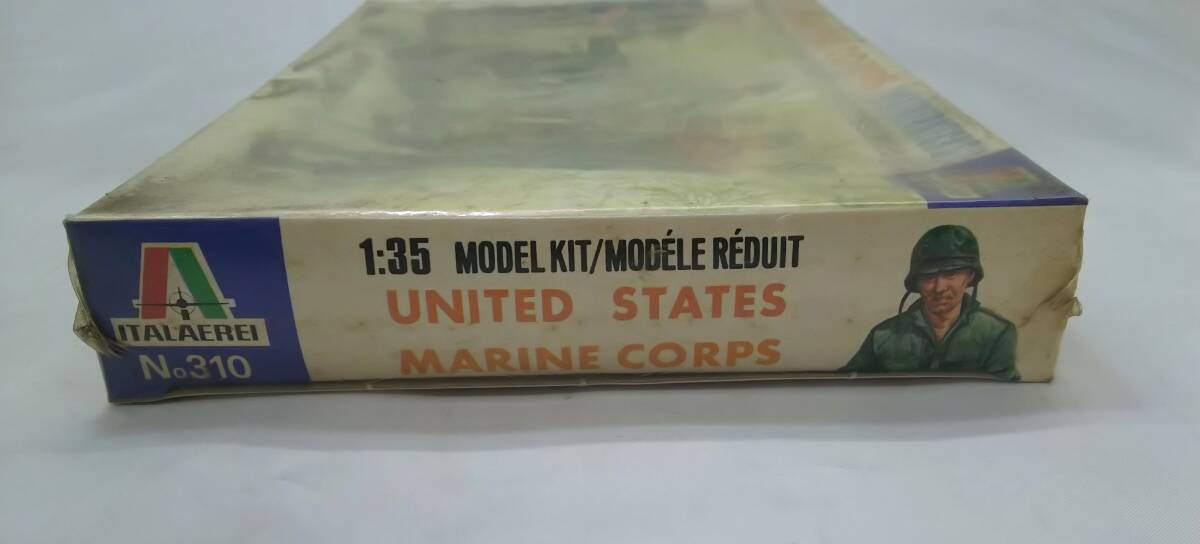 ITALAEREI
No310
1:35 MODEL KIT/MODÉLE RÉDUIT
UNITED STATES
MARINE CORPS